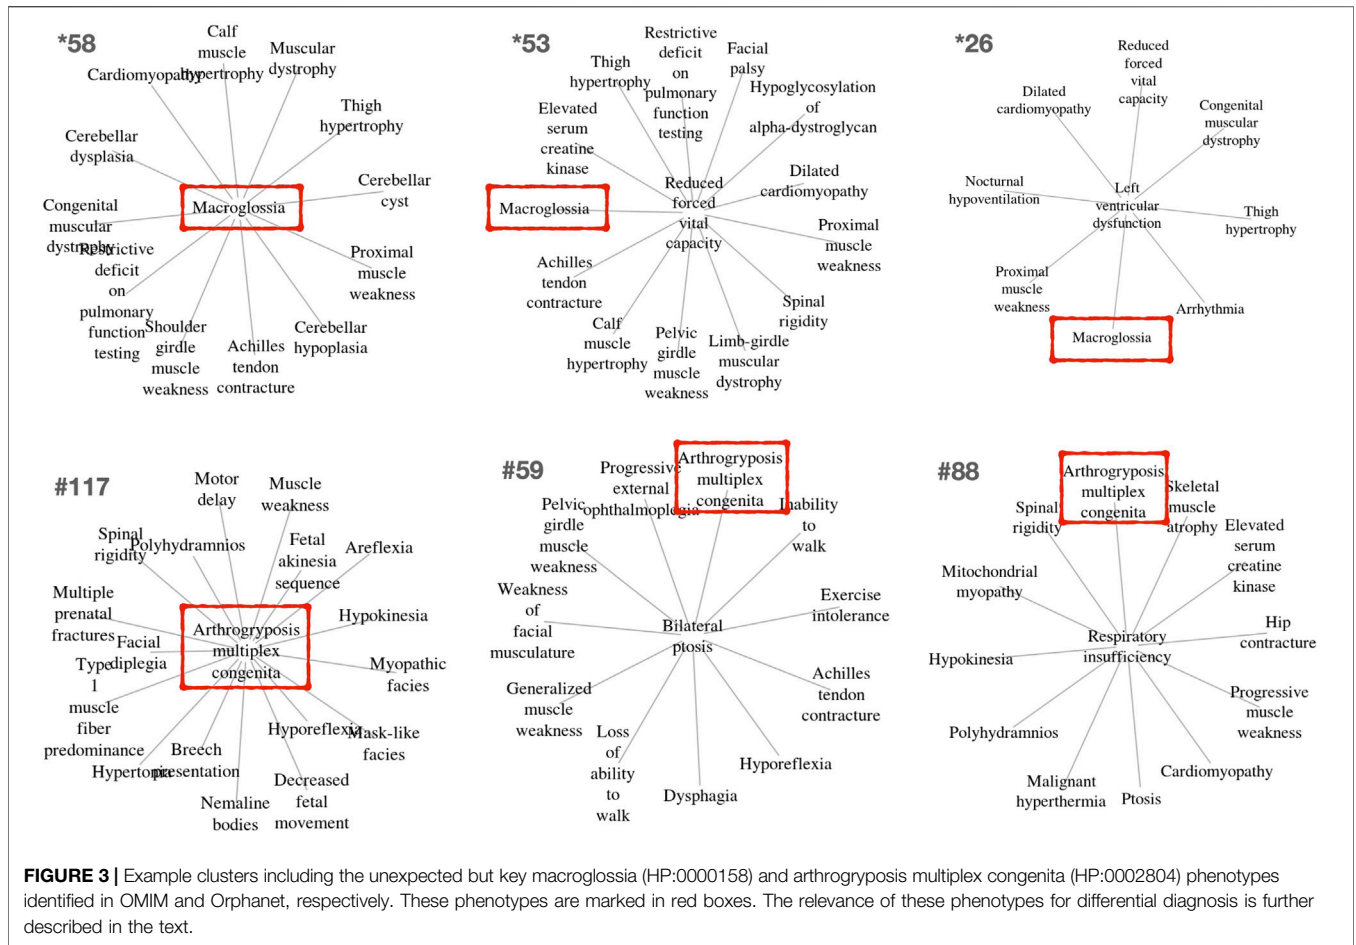 *58
Calf
muscle
hypertrophy
Muscular
dystrophy
Cardiomyopathy
Thigh
hypertrophy
Cerebellar
dysplasia
Cerebellar
cyst
Macroglossia
Congenital
muscular
dystrophy
Restrictive
deficit
on
pulmonary
function
testing
Proximal
muscle
weakness
Shoulder
girdle
muscle
weakness
Achilles
tendon
contracture
Cerebellar
hypoplasia
*53
Restrictive
deficit
on
pulmonary
function
testing
Facial
palsy
Thigh
hypertrophy
Hypoglycosylation
of
alpha-dystroglycan
Elevated
serum
creatine
kinase
Dilated
cardiomyopathy
Reduced
forced
vital
capacity
Macroglossia
Proximal
muscle
weakness
Achilles
tendon
contracture
Spinal
rigidity
Calf
muscle
hypertrophy
Pelvic
girdle
muscle
weakness
Limb-girdle
muscular
dystrophy
*26
Reduced
forced
vital
capacity
Dilated
cardiomyopathy
Congenital
muscular
dystrophy
Nocturnal
hypoventilation
Left
ventricular
dysfunction
Thigh
hypertrophy
Proximal
muscle
weakness
Arrhythmia
Macroglossia
#117
Motor
delay
Muscle
weakness
Spinal
rigidity
Polyhydramnios
Fetal
akinesia
sequence
Areflexia
Multiple
prenatal
fractures
Hypokinesia
Arthrogryposis
multiplex
congenita
Facial
diplegia
Type
1
muscle
fiber
predominance
Myopathic
facies
Hyporeflexia
Mask-like
facies
Breech
presentation
Hypertonia
Nemaline
bodies
Decreased
fetal
movement
#59
Progressive
external
ophthalmoplegia
Arthrogryposis
multiplex
congenita
Inability
to
walk
Pelvic
girdle
muscle
weakness
Weakness
of
facial
musculature
Exercise
intolerance
Bilateral
ptosis
Generalized
muscle
weakness
Achilles
tendon
contracture
Loss
of
ability
to
walk
Hyporeflexia
Dysphagia
#88
Arthrogryposis
multiplex
congenita
Skeletal
muscle
atrophy
Spinal
rigidity
Elevated
serum
creatine
kinase
Mitochondrial
myopathy
Hip
contracture
Respiratory
insufficiency
Hypokinesia
Progressive
muscle
weakness
Polyhydramnios
Cardiomyopathy
Malignant
hyperthermia
Ptosis
FIGURE 3 | Example clusters including the unexpected but key macroglossia (HP:0000158) and arthrogryposis multiplex congenita (HP:0002804) phenotypes
identified in OMIM and Orphanet, respectively. These phenotypes are marked in red boxes. The relevance of these phenotypes for differential diagnosis is further
described in the text.